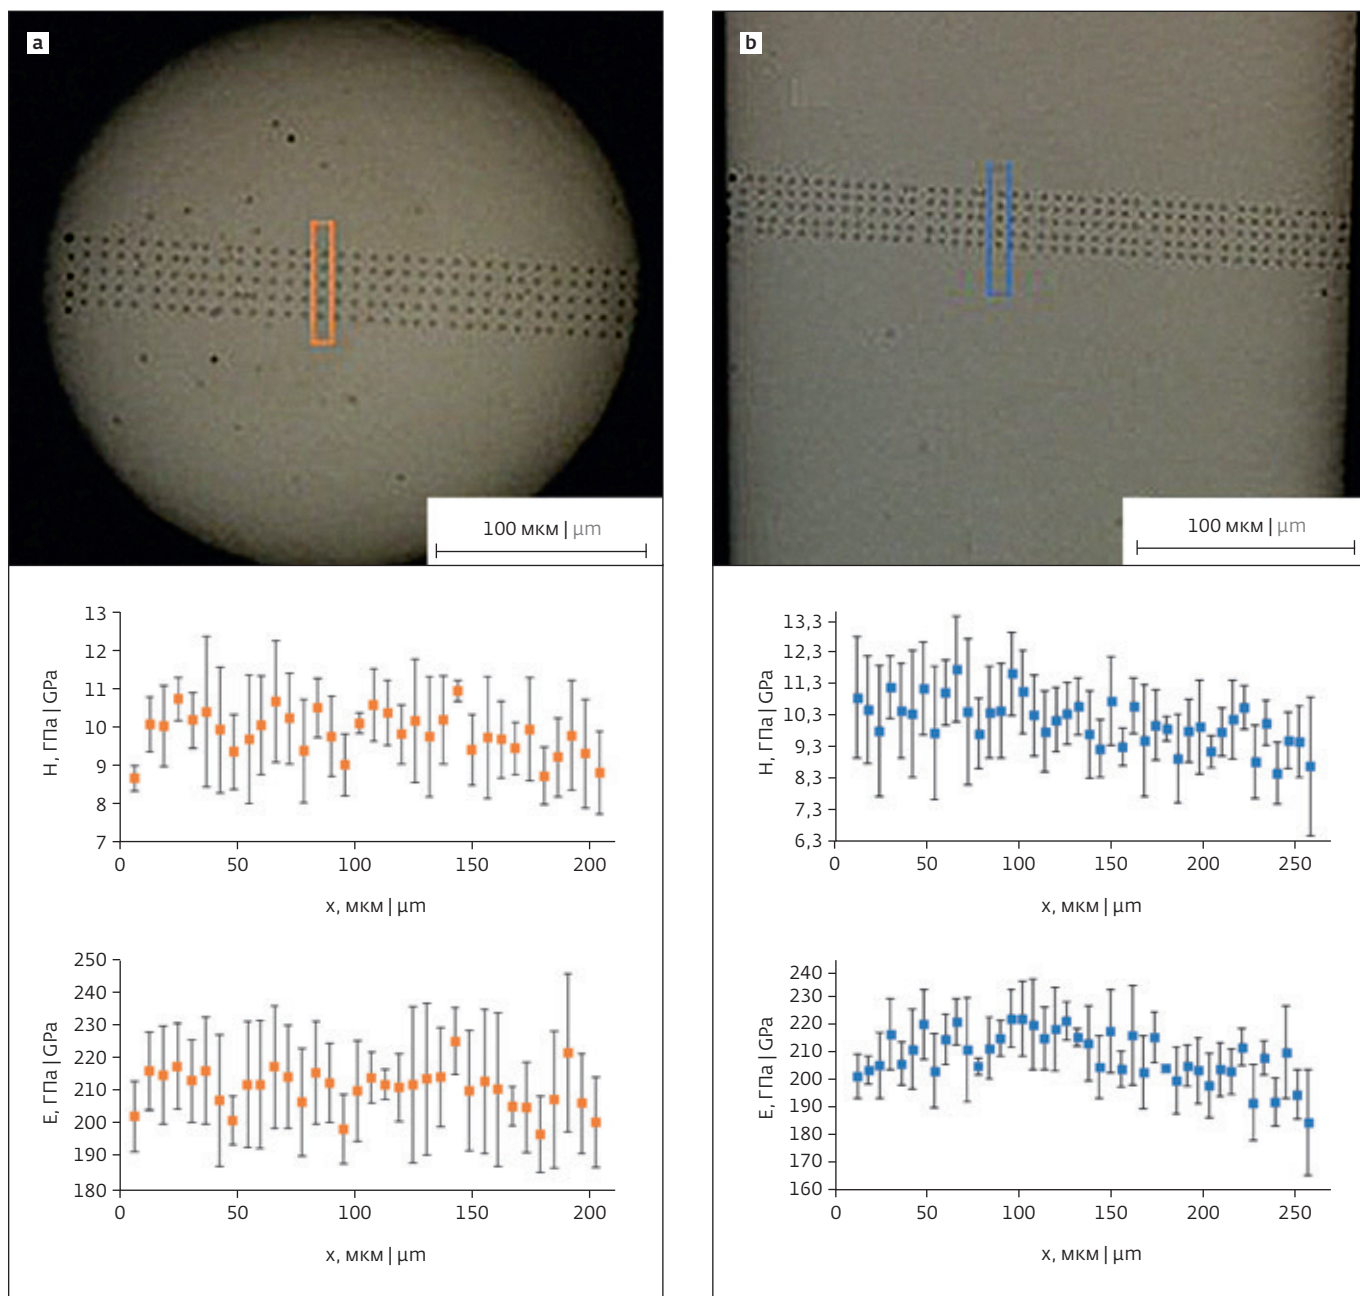 a
100 мкм | µm
H, ГПа | GPa
13
12
11
10
9
8
7
0 50 100 150 200
x, мкм | µm
E, ГПа | GPa
250
240
230
220
210
200
190
180
0 50 100 150 200
x, мкм | µm
b
100 мкм | µm
H, ГПа | GPa
13,3
12,3
11,3
10,3
9,3
8,3
7,3
6,3
0 50 100 150 200 250
x, мкм | µm
E, ГПа | GPa
240
230
220
210
200
190
180
170
160
0 50 100 150 200 250
x, мкм | µm